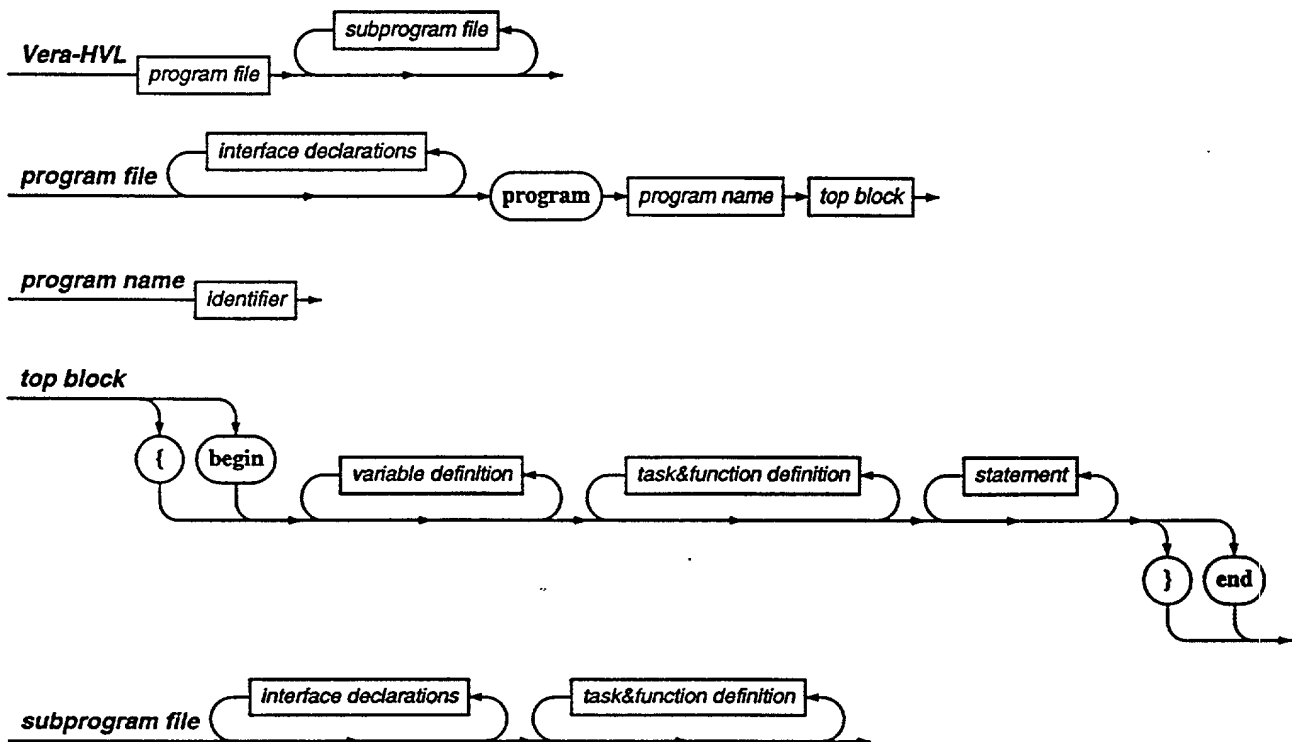 subprogram file
Vera-HVL
program file
interface declarations
program file
program
program name
top block
program name
identifier
top block
{
begin
variable definition
task&function definition
statement
}
end
interface declarations
task&function definition
subprogram file